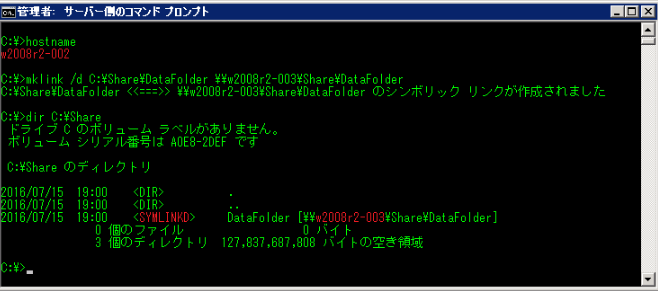 管理者: サーバー側のコマンド プロンプト
C:¥>hostname
w2008r2-002
C:¥>mklink /d C:¥Share¥DataFolder ¥¥w2008r2-003¥Share¥DataFolder
C:¥Share¥DataFolder <<===>> ¥¥w2008r2-003¥Share¥DataFolder のシンボリック リンクが作成されました
C:¥>dir C:¥Share
ドライブ C のボリューム ラベルがありません。
ボリューム シリアル番号は A0E8-2DEF です
C:¥Share のディレクトリ
2016/07/15  19:00    <DIR>          .
2016/07/15  19:00    <DIR>          ..
2016/07/15  19:00    <SYMLINKD>     DataFolder [¥¥w2008r2-003¥Share¥DataFolder]
0 個のファイル                   0 バイト
3 個のディレクトリ  127,837,687,808 バイトの空き領域
C:¥>